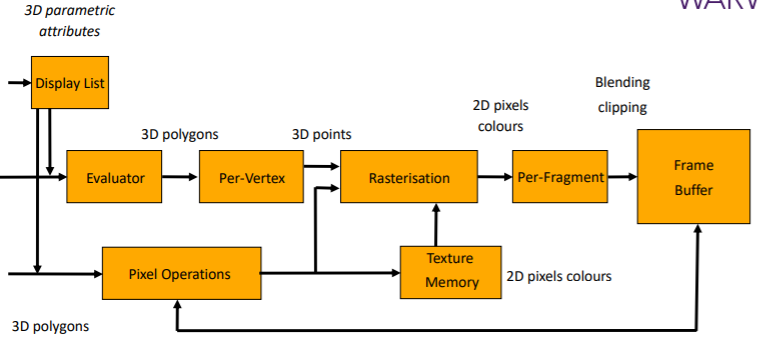 3D parametric
attributes
WARW
Display List
Blending
clipping
2D pixels
colours
3D polygons
3D points
Evaluator
Per-Vertex
Rasterisation
Per-Fragment
Frame
Buffer
Pixel Operations
Texture
Memory
2D pixels colours
3D polygons